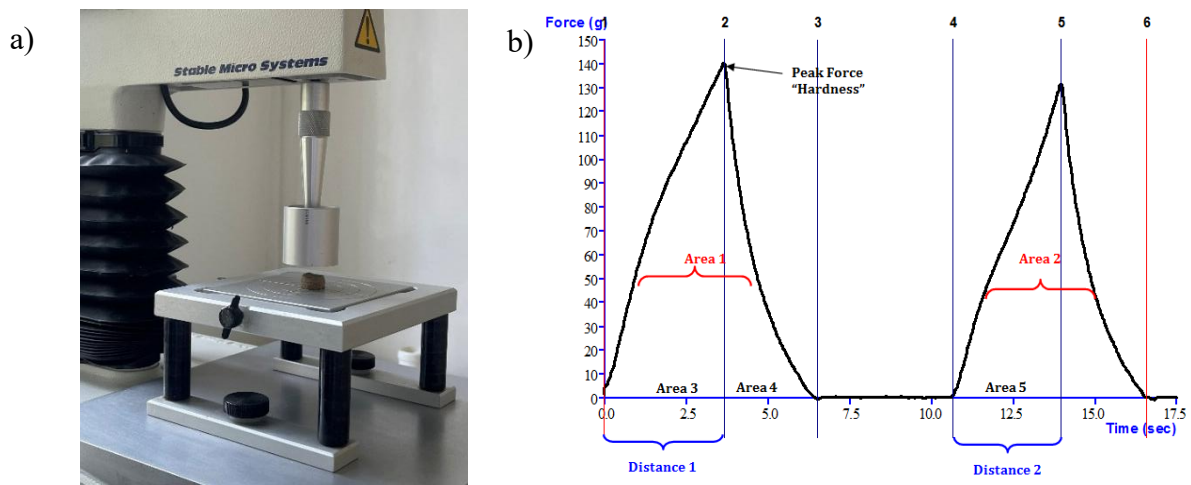 a)
Stable Micro Systems
b)
Force (g)
1 2 3 4 5 6
150
140
130
120
110
100
90
80
70
60
50
40
30
20
10
0
Peak Force
“Hardness”
Area 1
Area 2
Area 3
Area 4
Area 5
0.0 2.5 5.0 7.5 10.0 12.5 15.0 17.5
Time (sec)
Distance 1
Distance 2